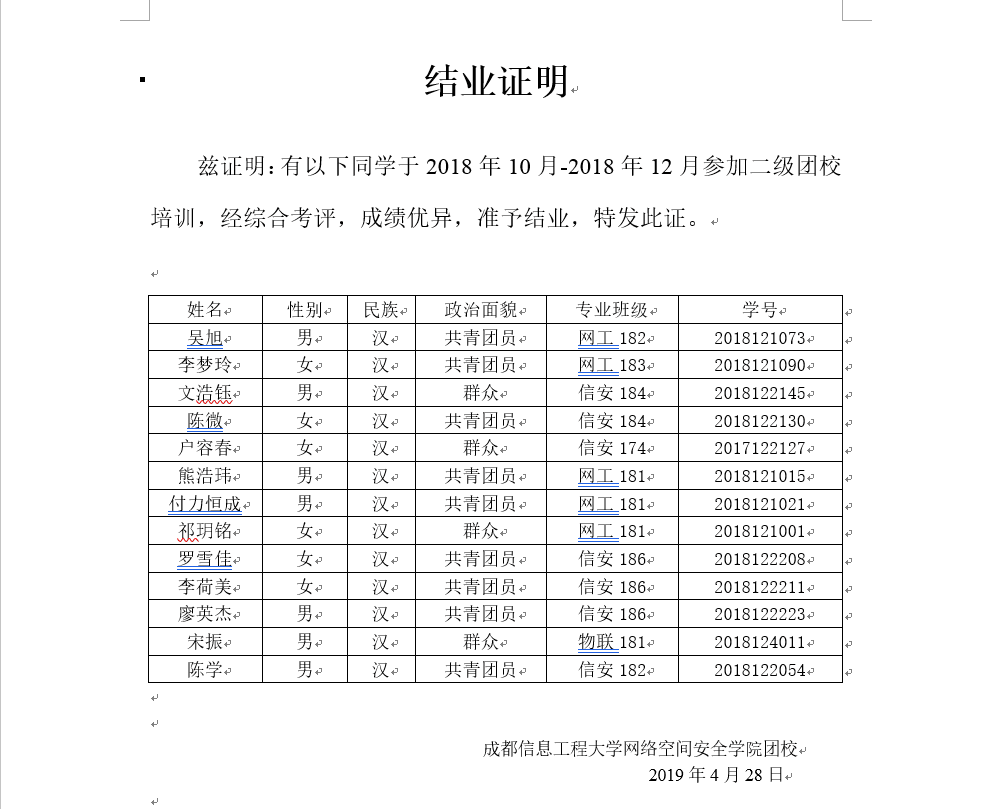 结业证明
兹证明：有以下同学于 2018 年 10 月-2018 年 12 月参加二级团校
培训，经综合考评，成绩优异，准予结业，特发此证。
姓名 性别 民族 政治面貌 专业班级 学号
吴旭 男 汉 共青团员 网工 182 2018121073
李梦玲 女 汉 共青团员 网工 183 2018121090
文浩钰 男 汉 群众 信安 184 2018122145
陈微 女 汉 共青团员 信安 184 2018122130
户容春 女 汉 群众 信安 174 2017122127
熊浩玮 男 汉 共青团员 网工 181 2018121015
付力恒成 男 汉 共青团员 网工 181 2018121021
祁玥铭 女 汉 群众 网工 181 2018121001
罗雪佳 女 汉 共青团员 信安 186 2018122208
李荷美 女 汉 共青团员 信安 186 2018122211
廖英杰 男 汉 共青团员 信安 186 2018122223
宋振 男 汉 群众 物联 181 2018124011
陈学 男 汉 共青团员 信安 182 2018122054
成都信息工程大学网络空间安全学院团校
2019 年 4 月 28 日